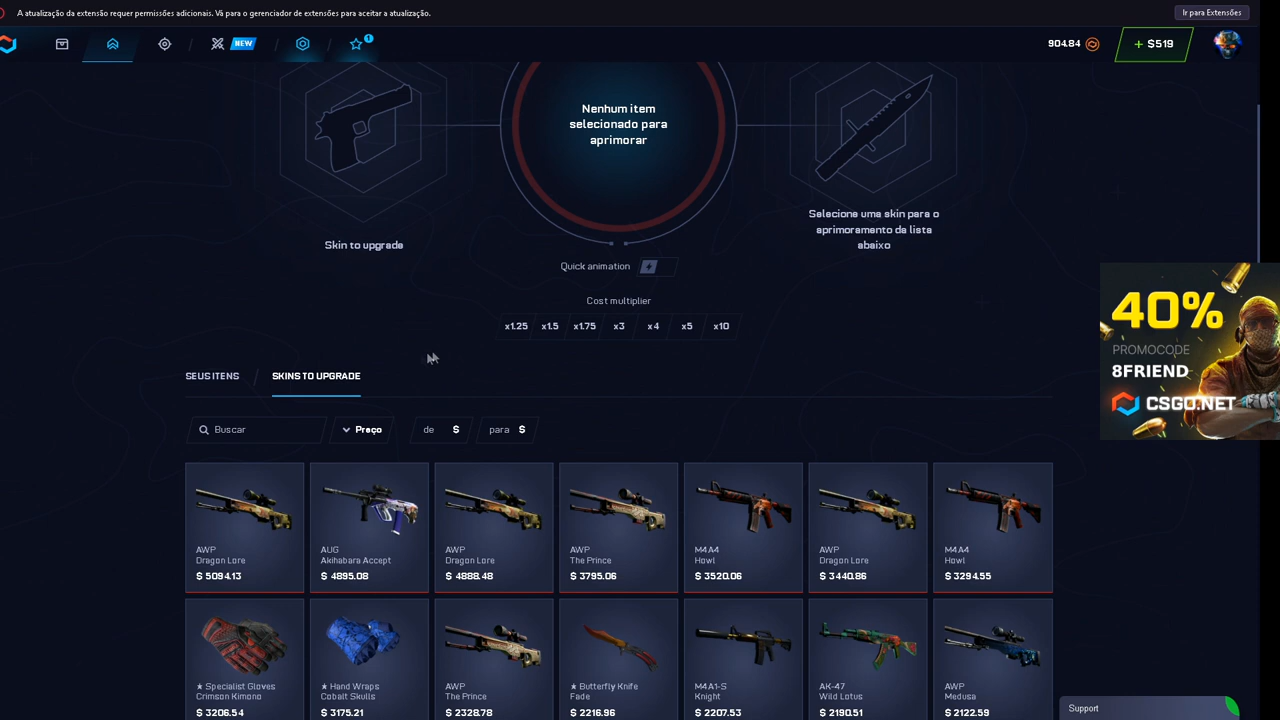 A atualização da extensão requer permissões adicionais. Vá para o gerenciador de extensões para aceitar a atualização.
Ir para Extensões
NEW
1
904.84
+ $519
Nenhum item
selecionado para
aprimorar
Skin to upgrade
Selecione uma skin para o
aprimoramento da lista
abaixo
Quick animation
Cost multiplier
x1.25 x1.5 x1.75 x3 x4 x5 x10
40%
PROMOCODE
8FRIEND
CSGO.NET
SEUS ITENS
SKINS TO UPGRADE
Buscar
Preço
de $
para $
AWP
Dragon Lore
$ 5094.13
AUG
Akihabara Accept
$ 4895.08
AWP
Dragon Lore
$ 4888.48
AWP
The Prince
$ 3795.06
M4A4
Howl
$ 3520.06
AWP
Dragon Lore
$ 3440.86
M4A4
Howl
$ 3294.55
★ Specialist Gloves
Crimson Kimono
$ 3206.54
★ Hand Wraps
Cobalt Skulls
$ 3175.21
AWP
The Prince
$ 2328.78
★ Butterfly Knife
Fade
$ 2216.96
M4A1-S
Knight
$ 2207.53
AK-47
Wild Lotus
$ 2190.51
AWP
Medusa
$ 2122.59
Support